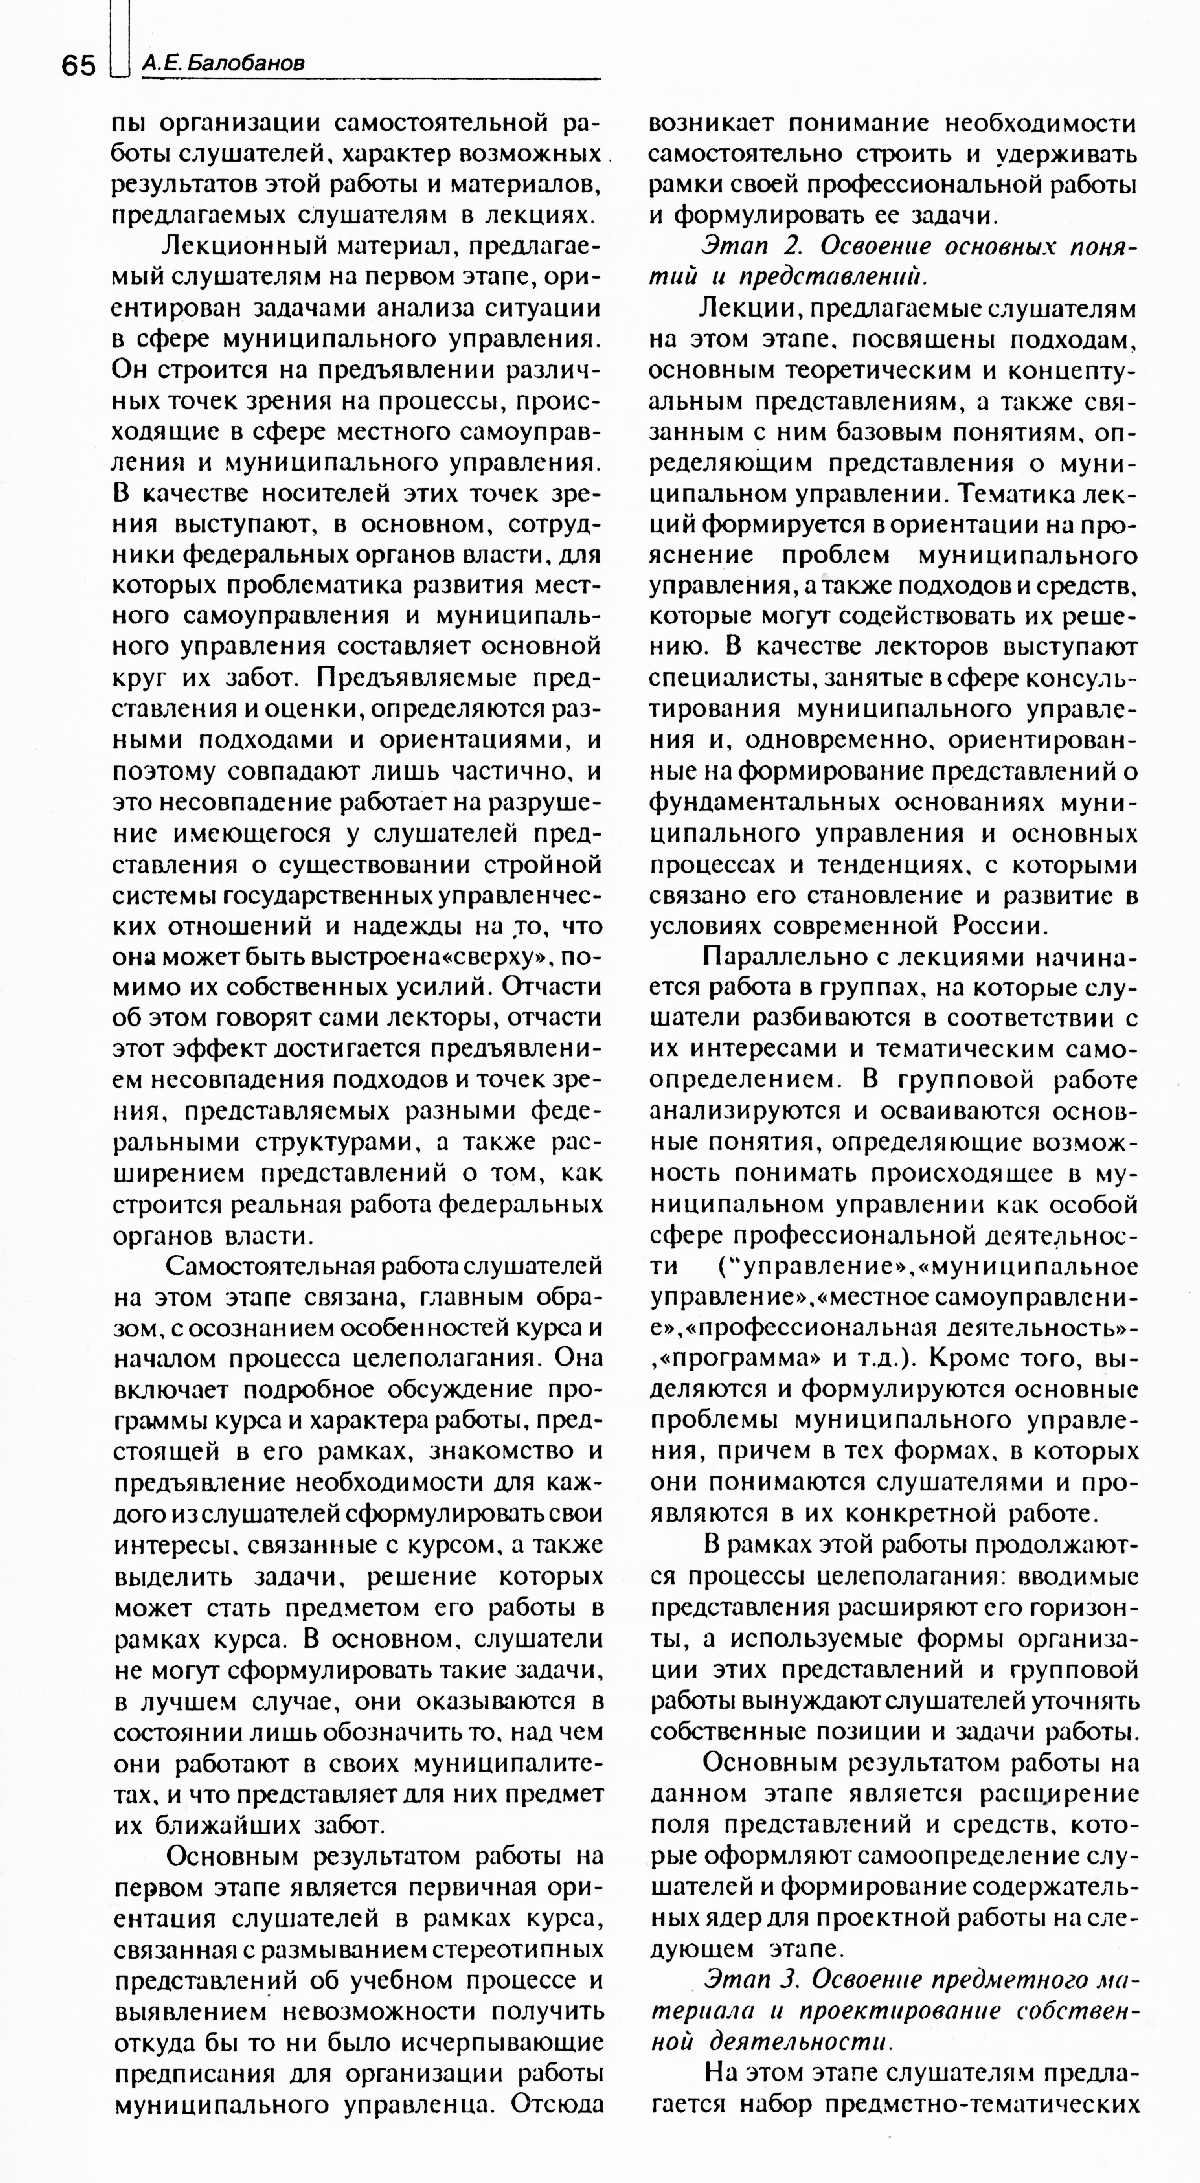 65
А.Е. Балобанов
пы организации самостоятельной ра-
боты слушателей, характер возможных
результатов этой работы и материалов,
предлагаемых слушателям в лекциях.
Лекционный материал, предлагае-
мый слушателям на первом этапе, ори-
ентирован задачами анализа ситуации
в сфере муниципального управления.
Он строится на предъявлении различ-
ных точек зрения на процессы, проис-
ходящие в сфере местного самоуправ-
ления и муниципального управления.
В качестве носителей этих точек зре-
ния выступают, в основном, сотруд-
ники федеральных органов власти, для
которых проблематика развития мест-
ного самоуправления и муниципаль-
ного управления составляет основной
круг их забот. Предъявляемые пред-
ставления и оценки, определяются раз-
ными подходами и ориентациями, и
поэтому совпадают лишь частично, и
это несовпадение работает на разруше-
ние имеющегося у слушателей пред-
ставления о существовании стройной
системы государственных управленчес-
ких отношений и надежды на то, что
она может быть выстроена«сверху», по-
мимо их собственных усилий. Отчасти
об этом говорят сами лекторы, отчасти
этот эффект достигается предъявлени-
ем несовпадения подходов и точек зре-
ния, представляемых разными феде-
ральными структурами, а также рас-
ширением представлений о том, как
строится реальная работа федеральных
органов власти.
Самостоятельная работа слушателей
на этом этапе связана, главным обра-
зом, с осознанием особенностей курса и
началом процесса целеполагания. Она
включает подробное обсуждение про-
граммы курса и характера работы, пред-
стоящей в его рамках, знакомство и
предъявление необходимости для каж-
дого из слушателей сформулировать свои
интересы, связанные с курсом, а также
выделить задачи, решение которых
может стать предметом его работы в
рамках курса. В основном, слушатели
не могут сформулировать такие задачи,
в лучшем случае, они оказываются в
состоянии лишь обозначить то, над чем
они работают в своих муниципалите-
тах, и что представляет для них предмет
их ближайших забот.
Основным результатом работы на
первом этапе является первичная ори-
ентация слушателей в рамках курса,
связанная с размыванием стереотипных
представлений об учебном процессе и
выявлением невозможности получить
откуда бы то ни было исчерпывающие
предписания для организации работы
муниципального управленца. Отсюда
возникает понимание необходимости
самостоятельно строить и удерживать
рамки своей профессиональной работы
и формулировать ее задачи.
Этап 2. Освоение основных поня-
тий и представлений.
Лекции, предлагаемые слушателям
на этом этапе, посвящены подходам,
основным теоретическим и концепту-
альным представлениям, а также свя-
занным с ним базовым понятиям, оп-
ределяющим представления о муни-
ципальном управлении. Тематика лек-
ций формируется в ориентации на про-
яснение проблем муниципального
управления, а также подходов и средств,
которые могут содействовать их реше-
нию. В качестве лекторов выступают
специалисты, занятые в сфере консуль-
тирования муниципального управле-
ния и, одновременно, ориентирован-
ные на формирование представлений о
фундаментальных основаниях муни-
ципального управления и основных
процессах и тенденциях, с которыми
связано его становление и развитие в
условиях современной России.
Параллельно с лекциями начина-
ется работа в группах, на которые слу-
шатели разбиваются в соответствии с
их интересами и тематическим само-
определением. В групповой работе
анализируются и осваиваются основ-
ные понятия, определяющие возмож-
ность понимать происходящее в му-
ниципальном управлении как особой
сфере профессиональной деятельнос-
ти ("управление»,«муниципальное
управление»,«местное самоуправлени-
е»,«профессиональная деятельность»-
,«программа» и т.д.). Кроме того, вы-
деляются и формулируются основные
проблемы муниципального управле-
ния, причем в тех формах, в которых
они понимаются слушателями и про-
являются в их конкретной работе.
В рамках этой работы продолжают-
ся процессы целеполагания: вводимые
представления расширяют его горизон-
ты, а используемые формы организа-
ции этих представлений и групповой
работы вынуждают слушателей уточнять
собственные позиции и задачи работы.
Основным результатом работы на
данном этапе является расширение
поля представлений и средств, кото-
рые оформляют самоопределение слу-
шателей и формирование содержатель-
ных ядер для проектной работы на сле-
дующем этапе.
Этап 3. Освоение предметного ма-
териала и проектирование собствен-
ной деятельности.
На этом этапе слушателям предла-
гается набор предметно-тематических